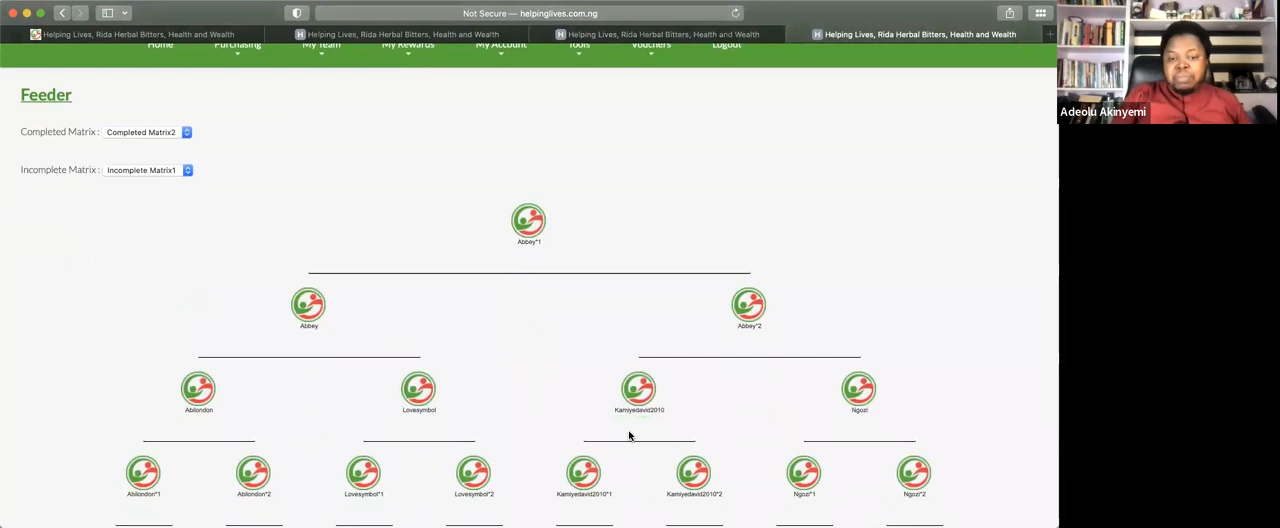 Not Secure — helpinglives.com.ng
Helping Lives, Rida Herbal Bitters, Health and Wealth
Helping Lives, Rida Herbal Bitters, Health and Wealth
Helping Lives, Rida Herbal Bitters, Health and Wealth
Helping Lives, Rida Herbal Bitters, Health and Wealth
Home Purchasing My Team My Rewards My Account Tools Vouchers Logout
Adeolu Akinyemi
Feeder
Completed Matrix : Completed Matrix2
Incomplete Matrix : Incomplete Matrix1
Abbey*1
Abbey
Abbey*2
Abilondon
Lovesymbol
Kamiyedavid2010
Ngozi
Abilondon*1
Abilondon*2
Lovesymbol*1
Lovesymbol*2
Kamiyedavid2010*1
Kamiyedavid2010*2
Ngozi*1
Ngozi*2